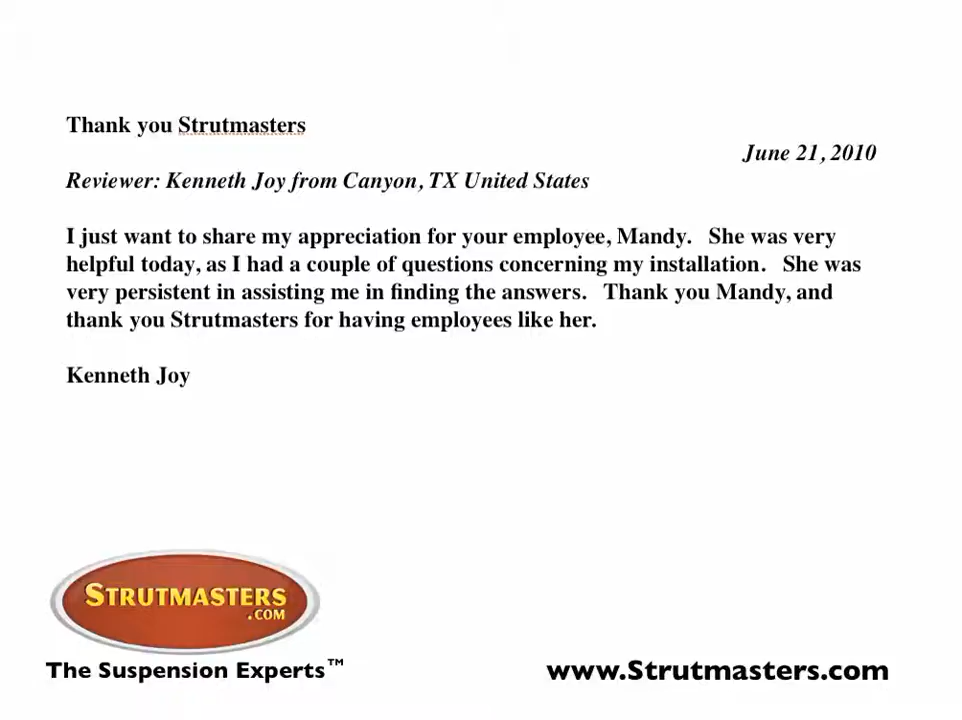 Thank you Strutmasters
June 21, 2010
Reviewer: Kenneth Joy from Canyon, TX United States
I just want to share my appreciation for your employee, Mandy.   She was very
helpful today, as I had a couple of questions concerning my installation.   She was
very persistent in assisting me in finding the answers.   Thank you Mandy, and
thank you Strutmasters for having employees like her.
Kenneth Joy
STRUTMASTERS
.COM
The Suspension Experts™
www.Strutmasters.com